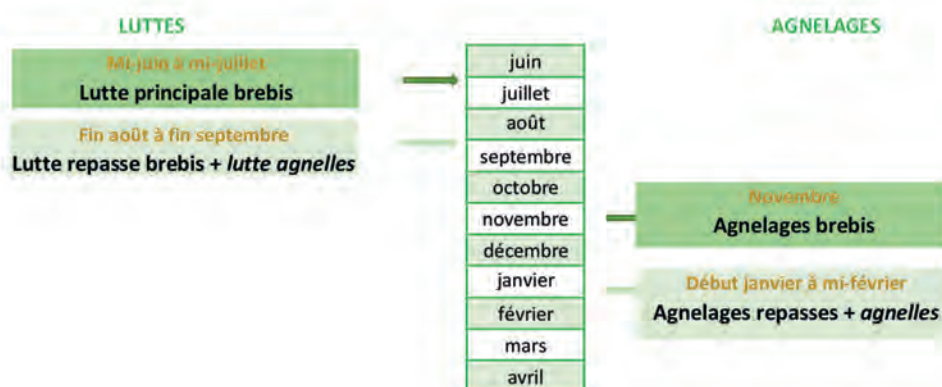 LUTTES
Mi-juin à mi-juillet
Lutte principale brebis
Fin août à fin septembre
Lutte repasse brebis + lutte agnelles
juin
juillet
août
septembre
octobre
novembre
décembre
janvier
février
mars
avril
AGNELAGES
Novembre
Agnelages brebis
Début janvier à mi-février
Agnelages repasses + agnelles